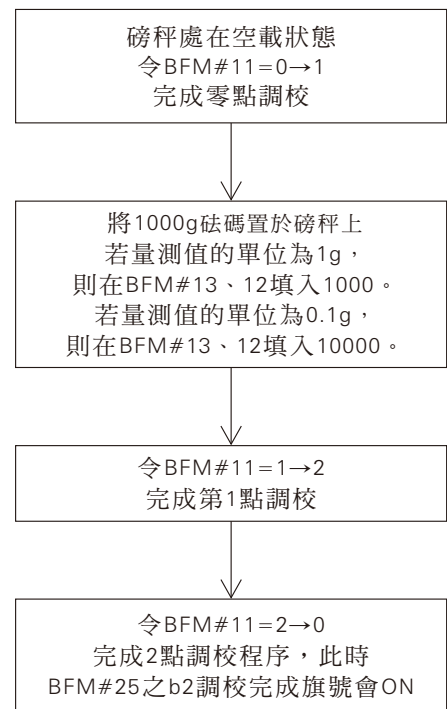 磅秤處在空載狀態
令BFM#11=0→1
完成零點調校
將1000g砝碼置於磅秤上
若量測值的單位為1g，
則在BFM#13、12填入1000。
若量測值的單位為0.1g，
則在BFM#13、12填入10000。
令BFM#11=1→2
完成第1點調校
令BFM#11=2→0
完成2點調校程序，此時
BFM#25之b2調校完成旗號會ON